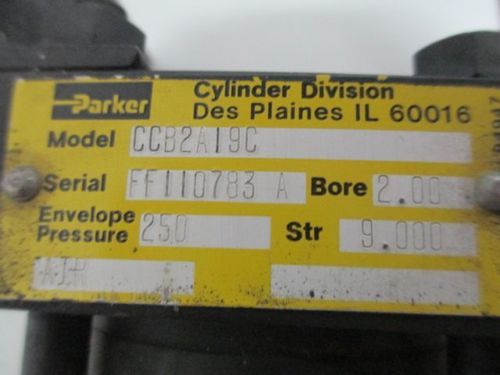 Parker Cylinder Division
Des Plaines IL 60016
Model CCB2A19C
Serial FF110783 A Bore 2.00
Envelope
Pressure 250 Str 9.000
AIR